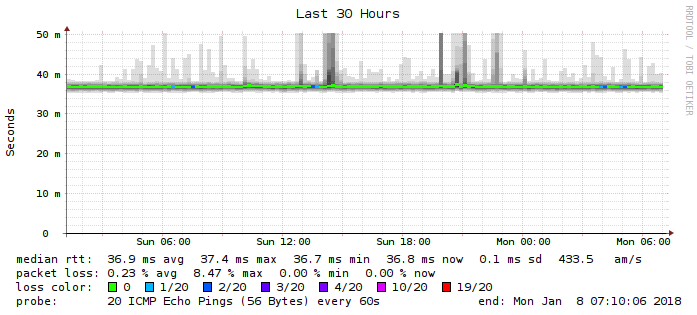 Last 30 Hours
RRDTOOL / TOBI OETIKER
Seconds
50 m
40 m
30 m
20 m
10 m
0
Sun 06:00 Sun 12:00 Sun 18:00 Mon 00:00 Mon 06:00
median rtt: 36.9 ms avg 37.4 ms max 36.7 ms min 36.8 ms now 0.1 ms sd 433.5 am/s
packet loss: 0.23 % avg 8.47 % max 0.00 % min 0.00 % now
loss color: 0 1/20 2/20 3/20 4/20 10/20 19/20
probe: 20 ICMP Echo Pings (56 Bytes) every 60s end: Mon Jan 8 07:10:06 2018